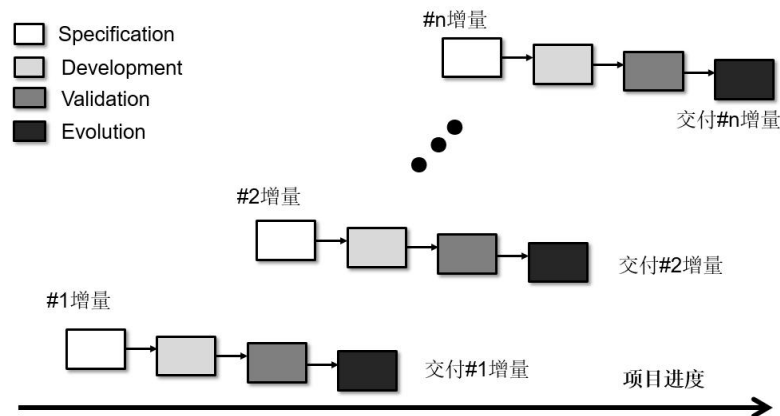 Specification
Development
Validation
Evolution
#n增量
交付#n增量
#2增量
交付#2增量
#1增量
交付#1增量
项目进度